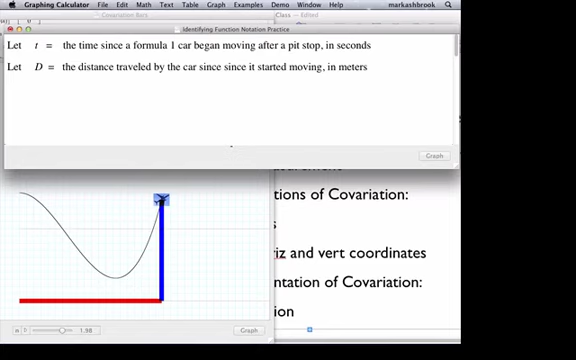 Graphing Calculator File Edit Math Text Table Graph Examples Window Help markashbrook
Covariation Bars
Class — Edited
Identifying Function Notation Practice
Let t = the time since a formula 1 car began moving after a pit stop, in seconds
Let D = the distance traveled by the car since since it started moving, in meters
Graph
tions of Covariation:
s
iz and vert coordinates
ntation of Covariation:
ion
n
1.98
Graph